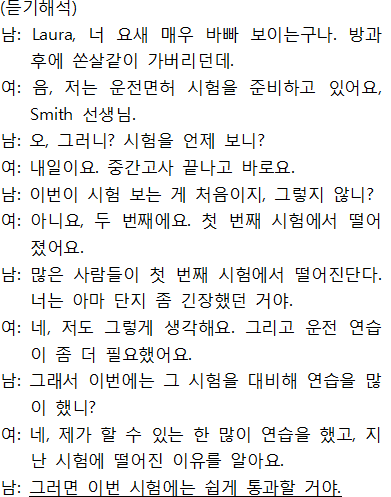 (듣기해석)
남: Laura, 너 요새 매우 바빠 보이는구나. 방과
후에 쏜살같이 가버리던데.
여: 음, 저는 운전면허 시험을 준비하고 있어요,
Smith 선생님.
남: 오, 그러니? 시험을 언제 보니?
여: 내일이요. 중간고사 끝나고 바로요.
남: 이번이 시험 보는 게 처음이지, 그렇지 않니?
여: 아니요, 두 번째에요. 첫 번째 시험에서 떨어
졌어요.
남: 많은 사람들이 첫 번째 시험에서 떨어진단다.
너는 아마 단지 좀 긴장했던 거야.
여: 네, 저도 그렇게 생각해요. 그리고 운전 연습
이 좀 더 필요했어요.
남: 그래서 이번에는 그 시험을 대비해 연습을 많
이 했니?
여: 네, 제가 할 수 있는 한 많이 연습을 했고, 지
난 시험에 떨어진 이유를 알아요.
남: 그러면 이번 시험에는 쉽게 통과할 거야.